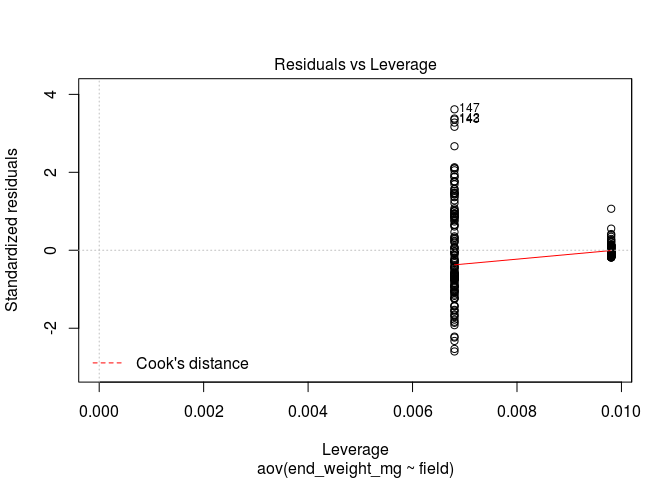 Residuals vs Leverage
Standardized residuals
4
2
0
-2
147
143
Cook's distance
0.000 0.002 0.004 0.006 0.008 0.010
Leverage
aov(end_weight_mg ~ field)